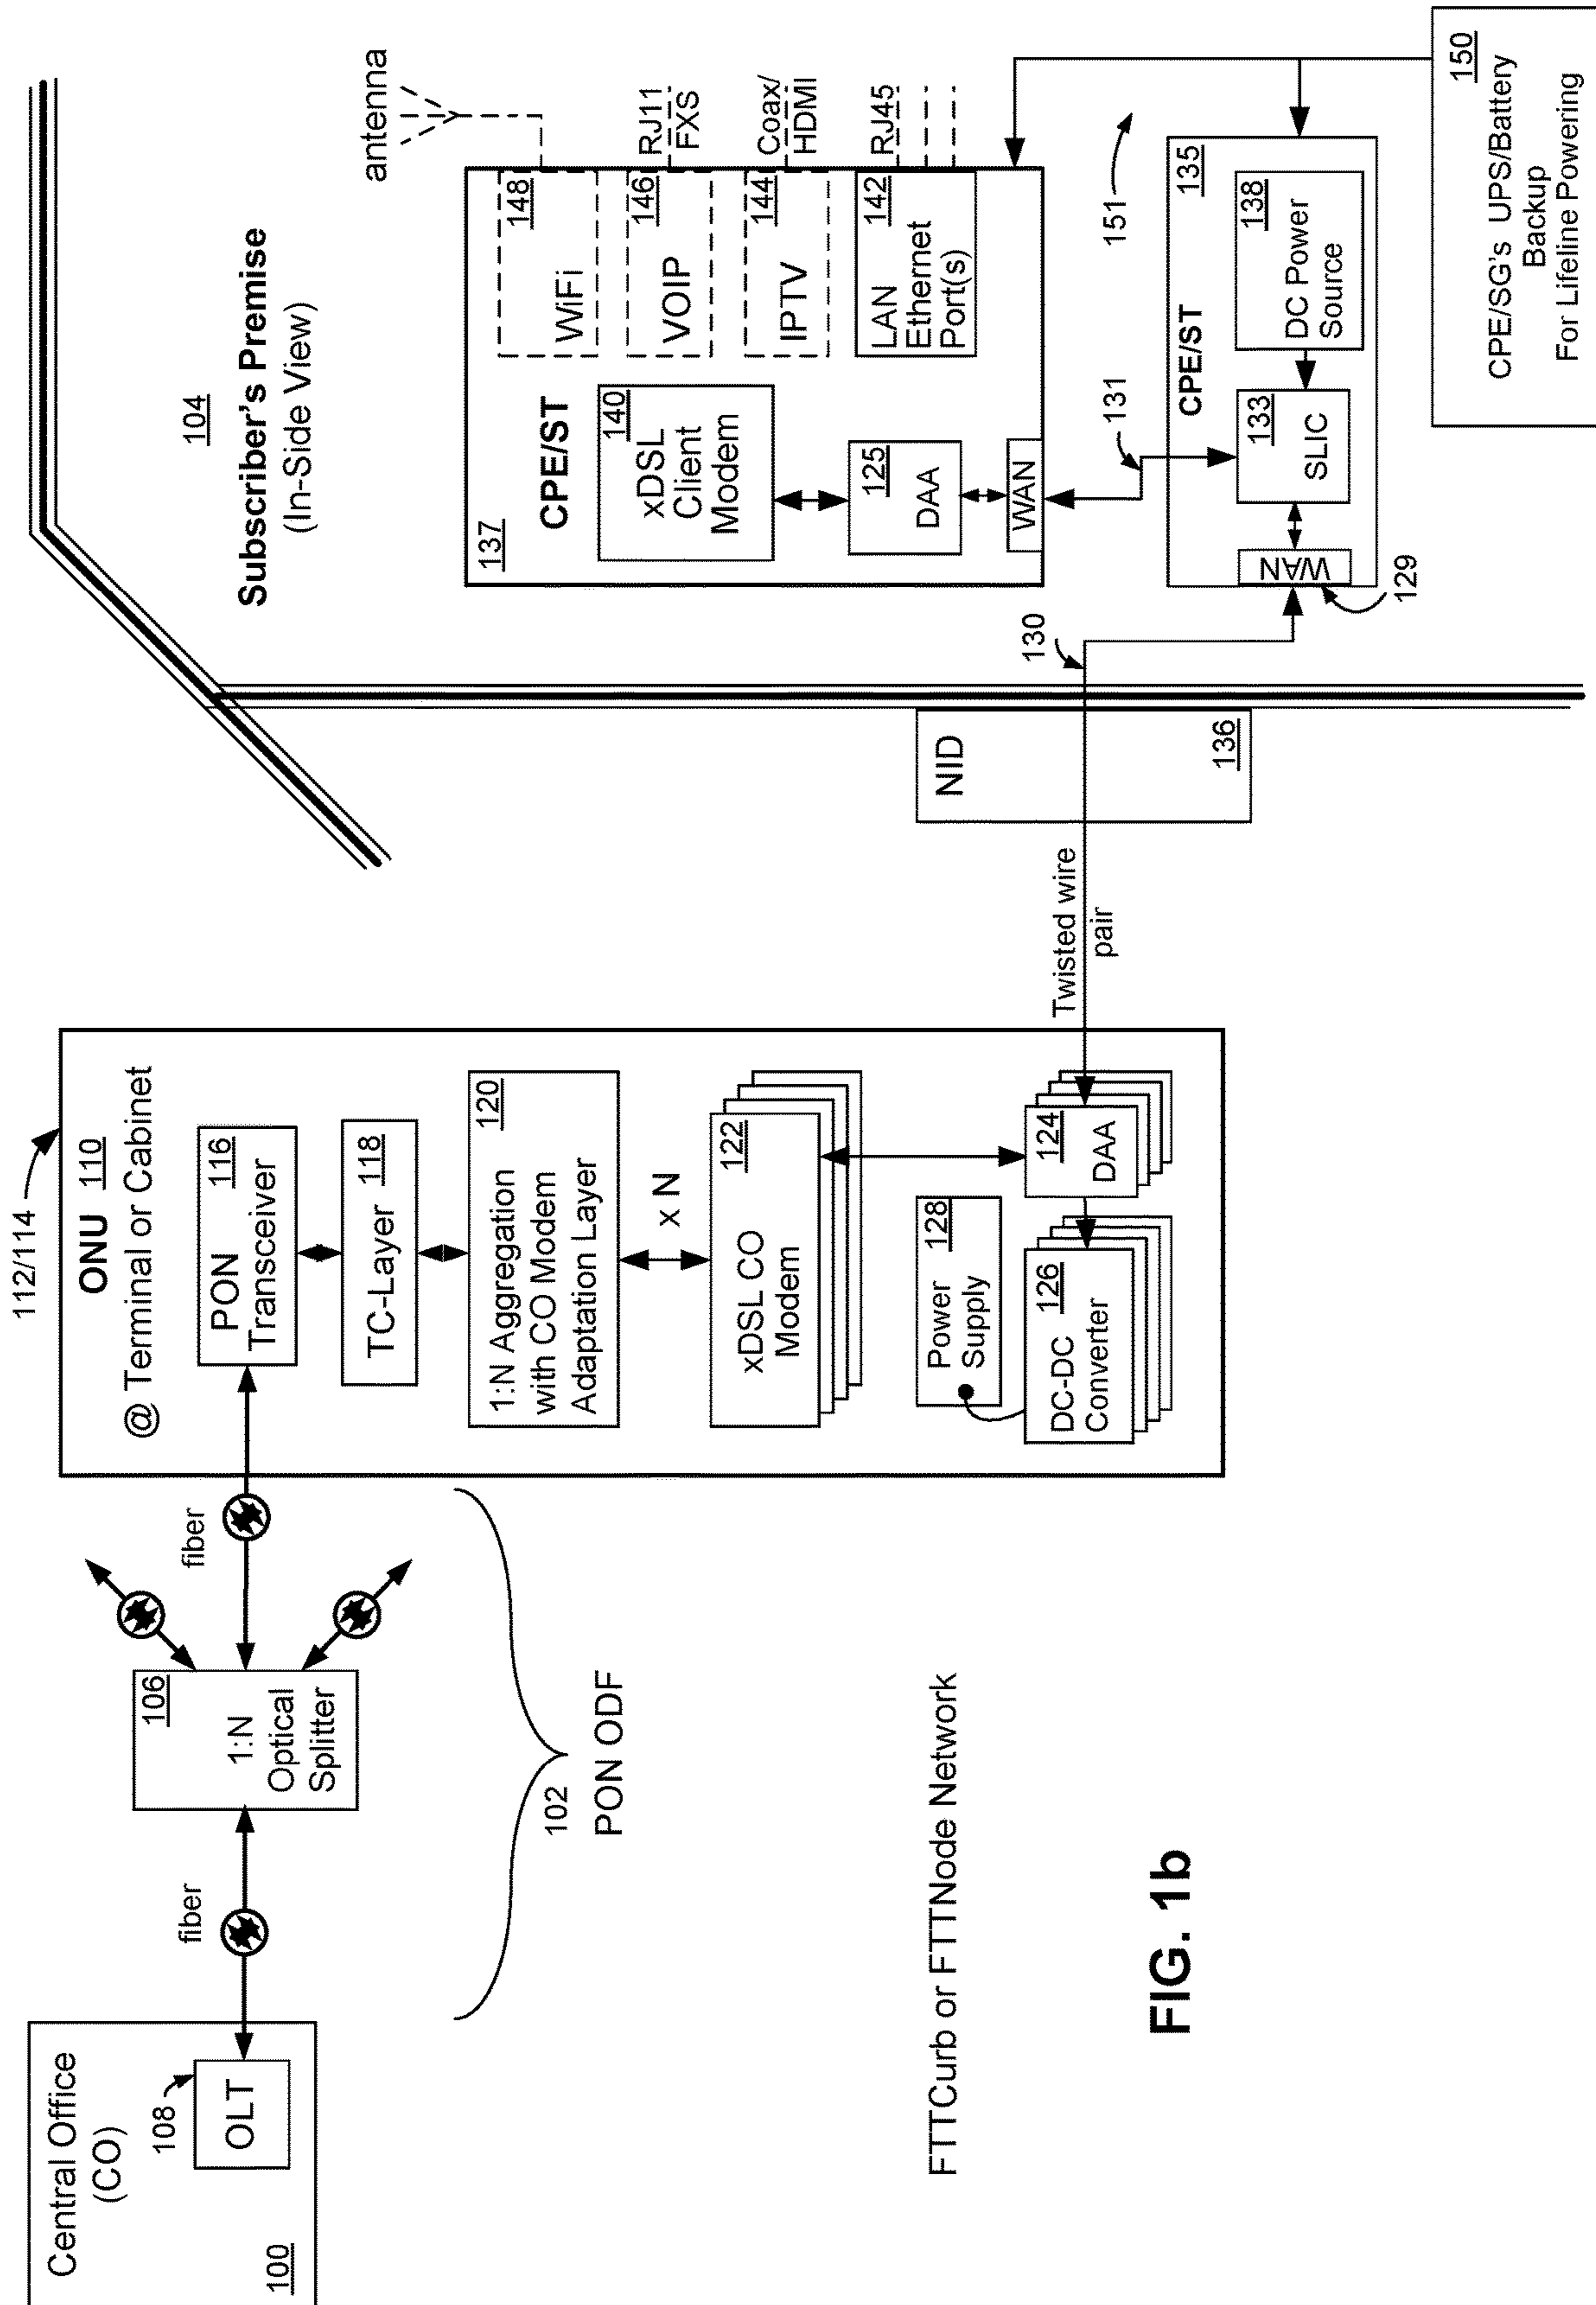 Central Office
(CO)
108
OLT
100
fiber
106
1:N
Optical
Splitter
fiber
102
PON ODF
112/114
ONU 110
@ Terminal or Cabinet
PON 116
Transceiver
TC-Layer 118
120
1:N Aggregation
with CO Modem
Adaptation Layer
x N
122
xDSL CO
Modem
128
Power
Supply
124
DAA
126
DC-DC
Converter
Twisted wire
pair
NID
136
130
104
Subscriber's Premise
(In-Side View)
137
CPE/ST
140
xDSL
Client
Modem
125
DAA
WAN
148
WiFi
146
VOIP
144
IPTV
142
LAN
Ethernet
Port(s)
antenna
RJ11
FXS
Coax/
HDMI
RJ45
131
151
CPE/ST
135
133
SLIC
138
DC Power
Source
WAN
129
150
CPE/SG's UPS/Battery
Backup
For Lifeline Powering
FTTCurb or FTTNode Network
FIG. 1b